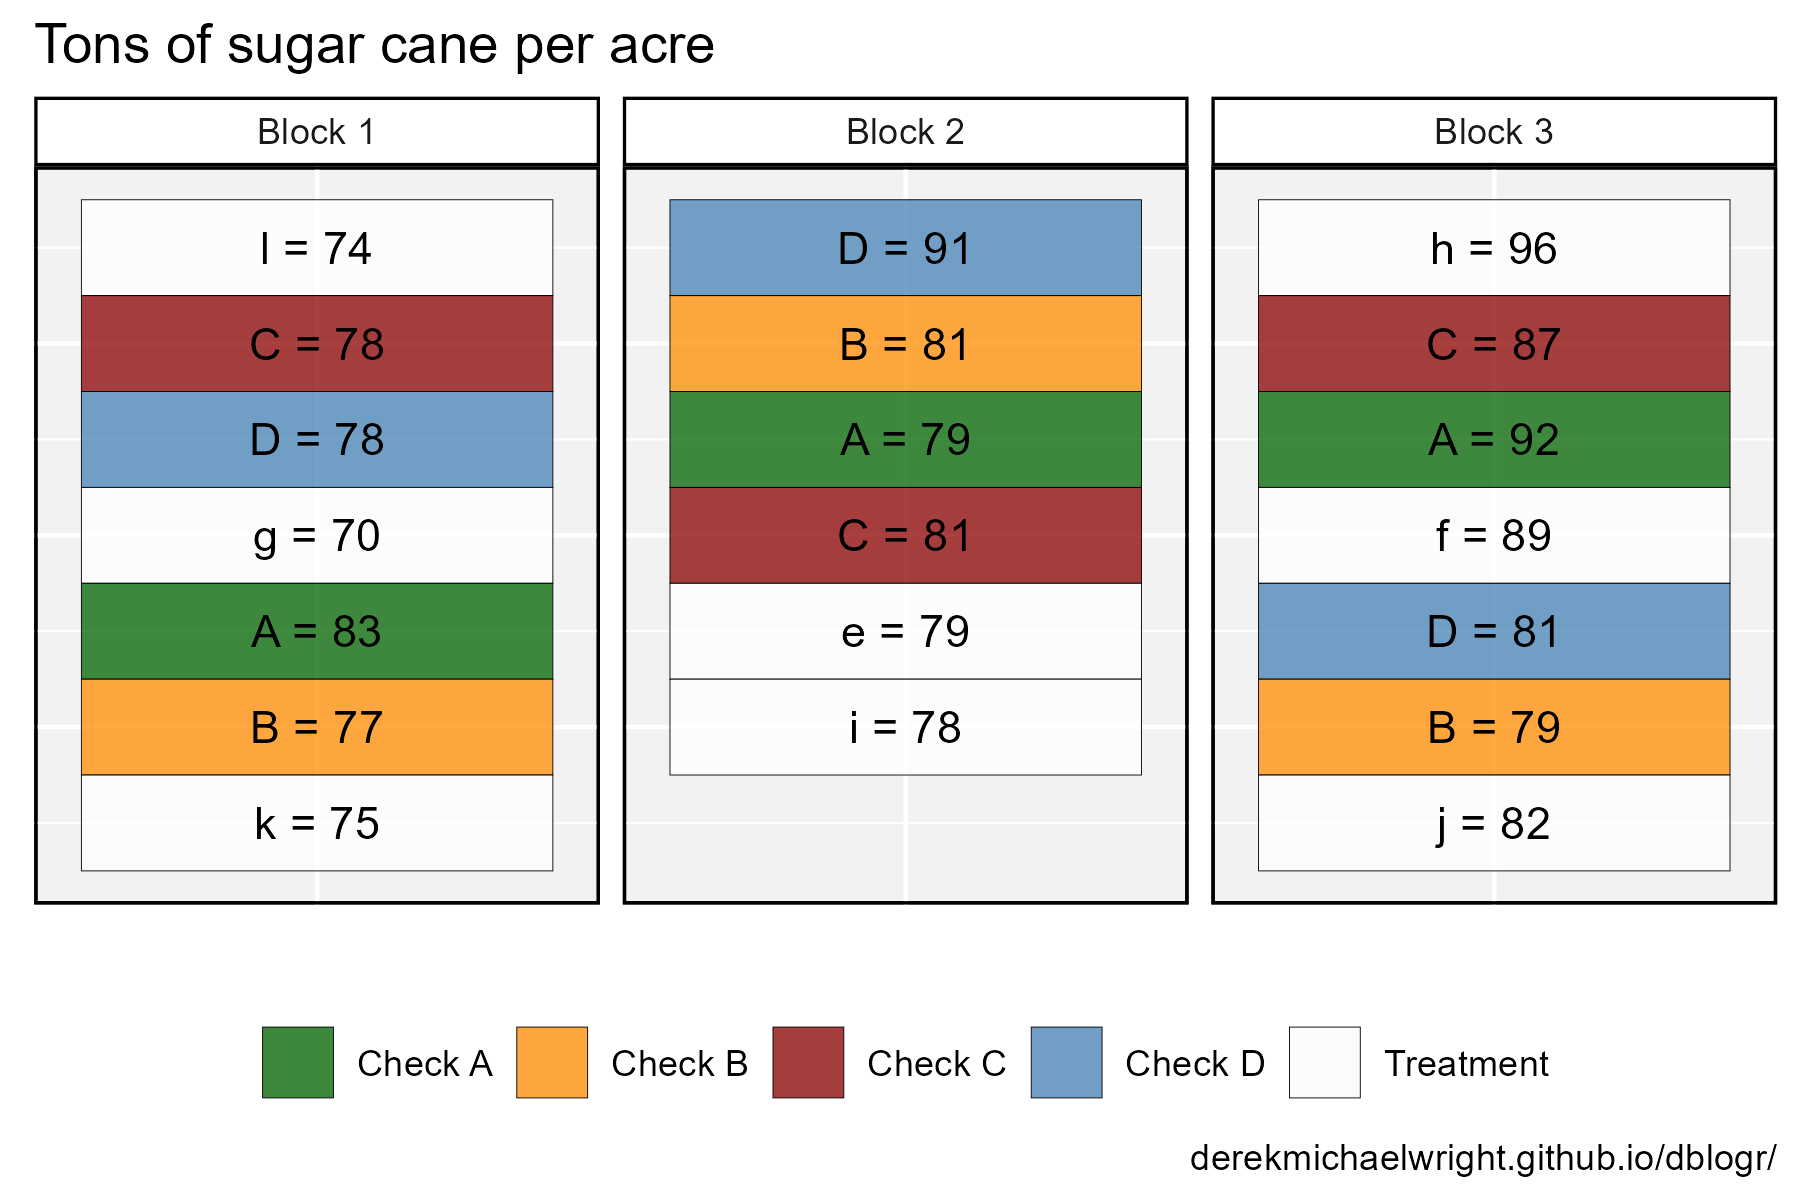 Tons of sugar cane per acre
Block 1
l = 74
C = 78
D = 78
g = 70
A = 83
B = 77
k = 75
Block 2
D = 91
B = 81
A = 79
C = 81
e = 79
i = 78
Block 3
h = 96
C = 87
A = 92
f = 89
D = 81
B = 79
j = 82
Check A Check B Check C Check D Treatment
derekmichaelwright.github.io/dblogr/